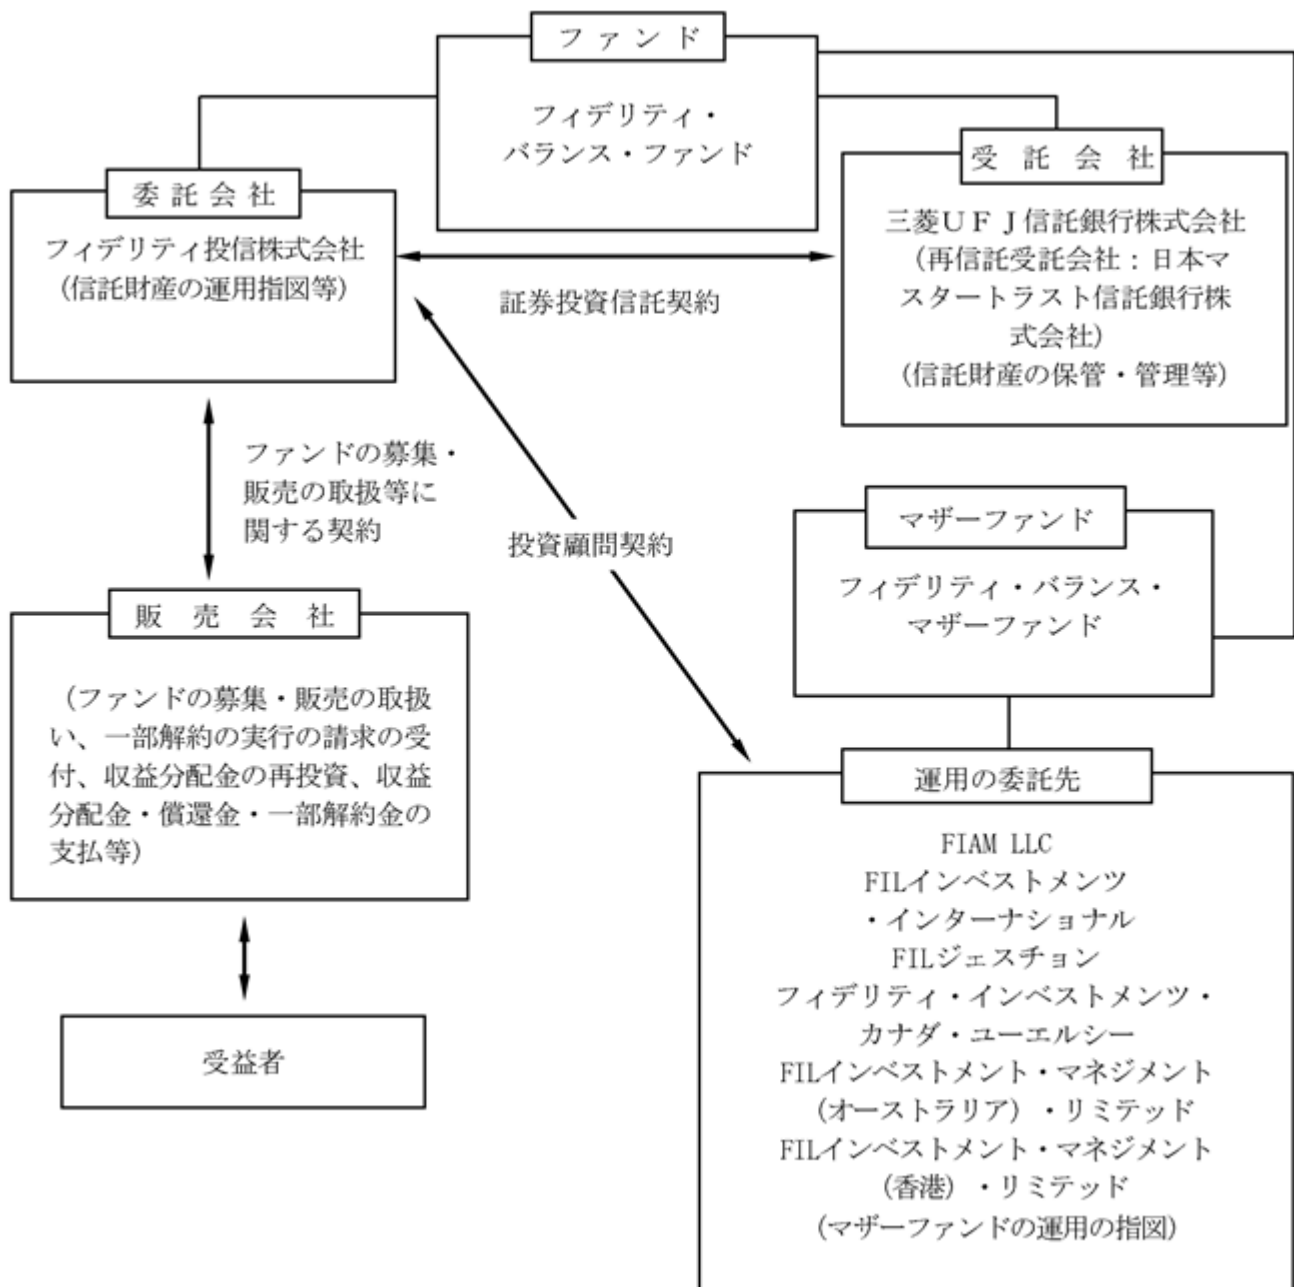 ファンド
フィデリティ・
バランス・ファンド
委託会社
フィデリティ投信株式会社
(信託財産の運用指図等)
受託会社
三菱ＵＦＪ信託銀行株式会社
(再信託受託会社：日本マ
スタートラスト信託銀行株
式会社)
(信託財産の保管・管理等)
証券投資信託契約
ファンドの募集・
販売の取扱等に
関する契約
投資顧問契約
マザーファンド
フィデリティ・バランス・
マザーファンド
販売会社
(ファンドの募集・販売の取扱
い、一部解約の実行の請求の受
付、収益分配金の再投資、収益
分配金・償還金・一部解約金の
支払等)
受益者
運用の委託先
FIAM LLC
FILインベストメンツ
・インターナショナル
FILジェスチョン
フィデリティ・インベストメンツ・
カナダ・ユーエルシー
FILインベストメント・マネジメント
(オーストラリア)・リミテッド
FILインベストメント・マネジメント
(香港)・リミテッド
(マザーファンドの運用の指図)